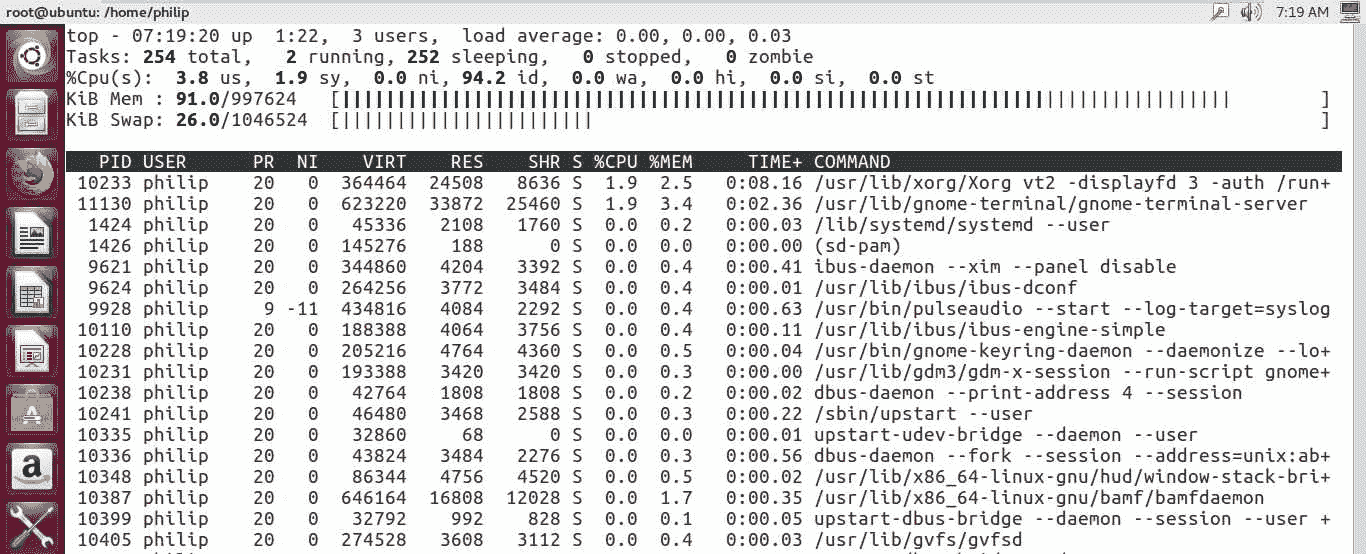 root@ubuntu: /home/philip 7:19 AM
top - 07:19:20 up  1:22,  3 users,  load average: 0.00, 0.00, 0.03
Tasks: 254 total,   2 running, 252 sleeping,   0 stopped,   0 zombie
%Cpu(s):  3.8 us,  1.9 sy,  0.0 ni, 94.2 id,  0.0 wa,  0.0 hi,  0.0 si,  0.0 st
KiB Mem : 91.0/997624   [||||||||||||||||||||||||||||||||||||||||||||||||||||||||||||||||||||||||||||||||| ]
KiB Swap: 26.0/1046524  [||||||||||||||||||||||| ]
PID USER      PR  NI    VIRT    RES    SHR S %CPU %MEM     TIME+ COMMAND
10233 philip    20   0  364464  24508   8636 S  1.9  2.5   0:08.16 /usr/lib/xorg/Xorg vt2 -displayfd 3 -auth /run+
11130 philip    20   0  623220  33872  25460 S  1.9  3.4   0:02.36 /usr/lib/gnome-terminal/gnome-terminal-server
1424 philip    20   0   45336   2108   1760 S  0.0  0.2   0:00.03 /lib/systemd/systemd --user
1426 philip    20   0  145276    188      0 S  0.0  0.0   0:00.00 (sd-pam)
9621 philip    20   0  344860   4204   3392 S  0.0  0.4   0:00.41 ibus-daemon --xim --panel disable
9624 philip    20   0  264256   3772   3484 S  0.0  0.4   0:00.01 /usr/lib/ibus/ibus-dconf
9928 philip     9 -11  434816   4084   2292 S  0.0  0.4   0:00.63 /usr/bin/pulseaudio --start --log-target=syslog
10110 philip    20   0  188388   4064   3756 S  0.0  0.4   0:00.11 /usr/lib/ibus/ibus-engine-simple
10228 philip    20   0  205216   4764   4360 S  0.0  0.5   0:00.04 /usr/bin/gnome-keyring-daemon --daemonize --lo+
10231 philip    20   0  193388   3420   3420 S  0.0  0.3   0:00.00 /usr/lib/gdm3/gdm-x-session --run-script gnome+
10238 philip    20   0   42764   1808   1808 S  0.0  0.2   0:00.02 dbus-daemon --print-address 4 --session
10241 philip    20   0   46480   3468   2588 S  0.0  0.3   0:00.22 /sbin/upstart --user
10335 philip    20   0   32860     68      0 S  0.0  0.0   0:00.01 upstart-udev-bridge --daemon --user
10336 philip    20   0   43824   3484   2276 S  0.0  0.3   0:00.56 dbus-daemon --fork --session --address=unix:ab+
10348 philip    20   0   86344   4756   4520 S  0.0  0.5   0:00.02 /usr/lib/x86_64-linux-gnu/hud/window-stack-bri+
10387 philip    20   0  646164  16808  12028 S  0.0  1.7   0:00.35 /usr/lib/x86_64-linux-gnu/bamf/bamfdaemon
10399 philip    20   0   32792    992    828 S  0.0  0.1   0:00.05 upstart-dbus-bridge --daemon --session --user +
10405 philip    20   0  274528   3608   3112 S  0.0  0.4   0:00.03 /usr/lib/gvfs/gvfsd